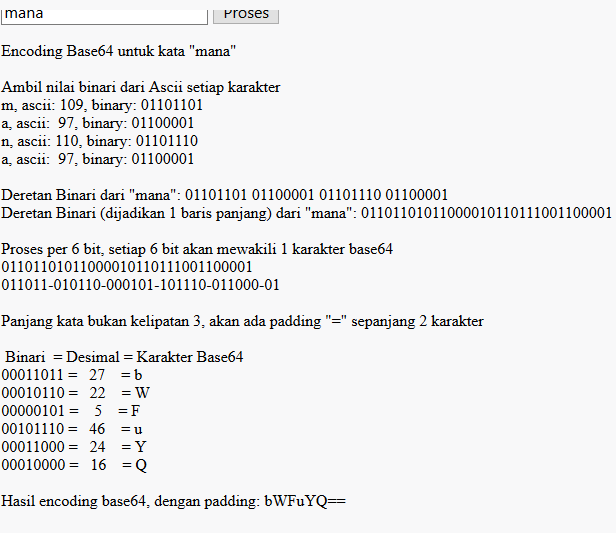 mana Proses
Encoding Base64 untuk kata "mana"
Ambil nilai binari dari Ascii setiap karakter
m, ascii: 109, binary: 01101101
a, ascii: 97, binary: 01100001
n, ascii: 110, binary: 01101110
a, ascii: 97, binary: 01100001
Deretan Binari dari "mana": 01101101 01100001 01101110 01100001
Deretan Binari (dijadikan 1 baris panjang) dari "mana": 01101101011000010110111001100001
Proses per 6 bit, setiap 6 bit akan mewakili 1 karakter base64
01101101011000010110111001100001
011011-010110-000101-101110-011000-01
Panjang kata bukan kelipatan 3, akan ada padding "=" sepanjang 2 karakter
Binari = Desimal = Karakter Base64
00011011 = 27 = b
00010110 = 22 = W
00000101 = 5 = F
00101110 = 46 = u
00011000 = 24 = Y
00010000 = 16 = Q
Hasil encoding base64, dengan padding: bWFuYQ==